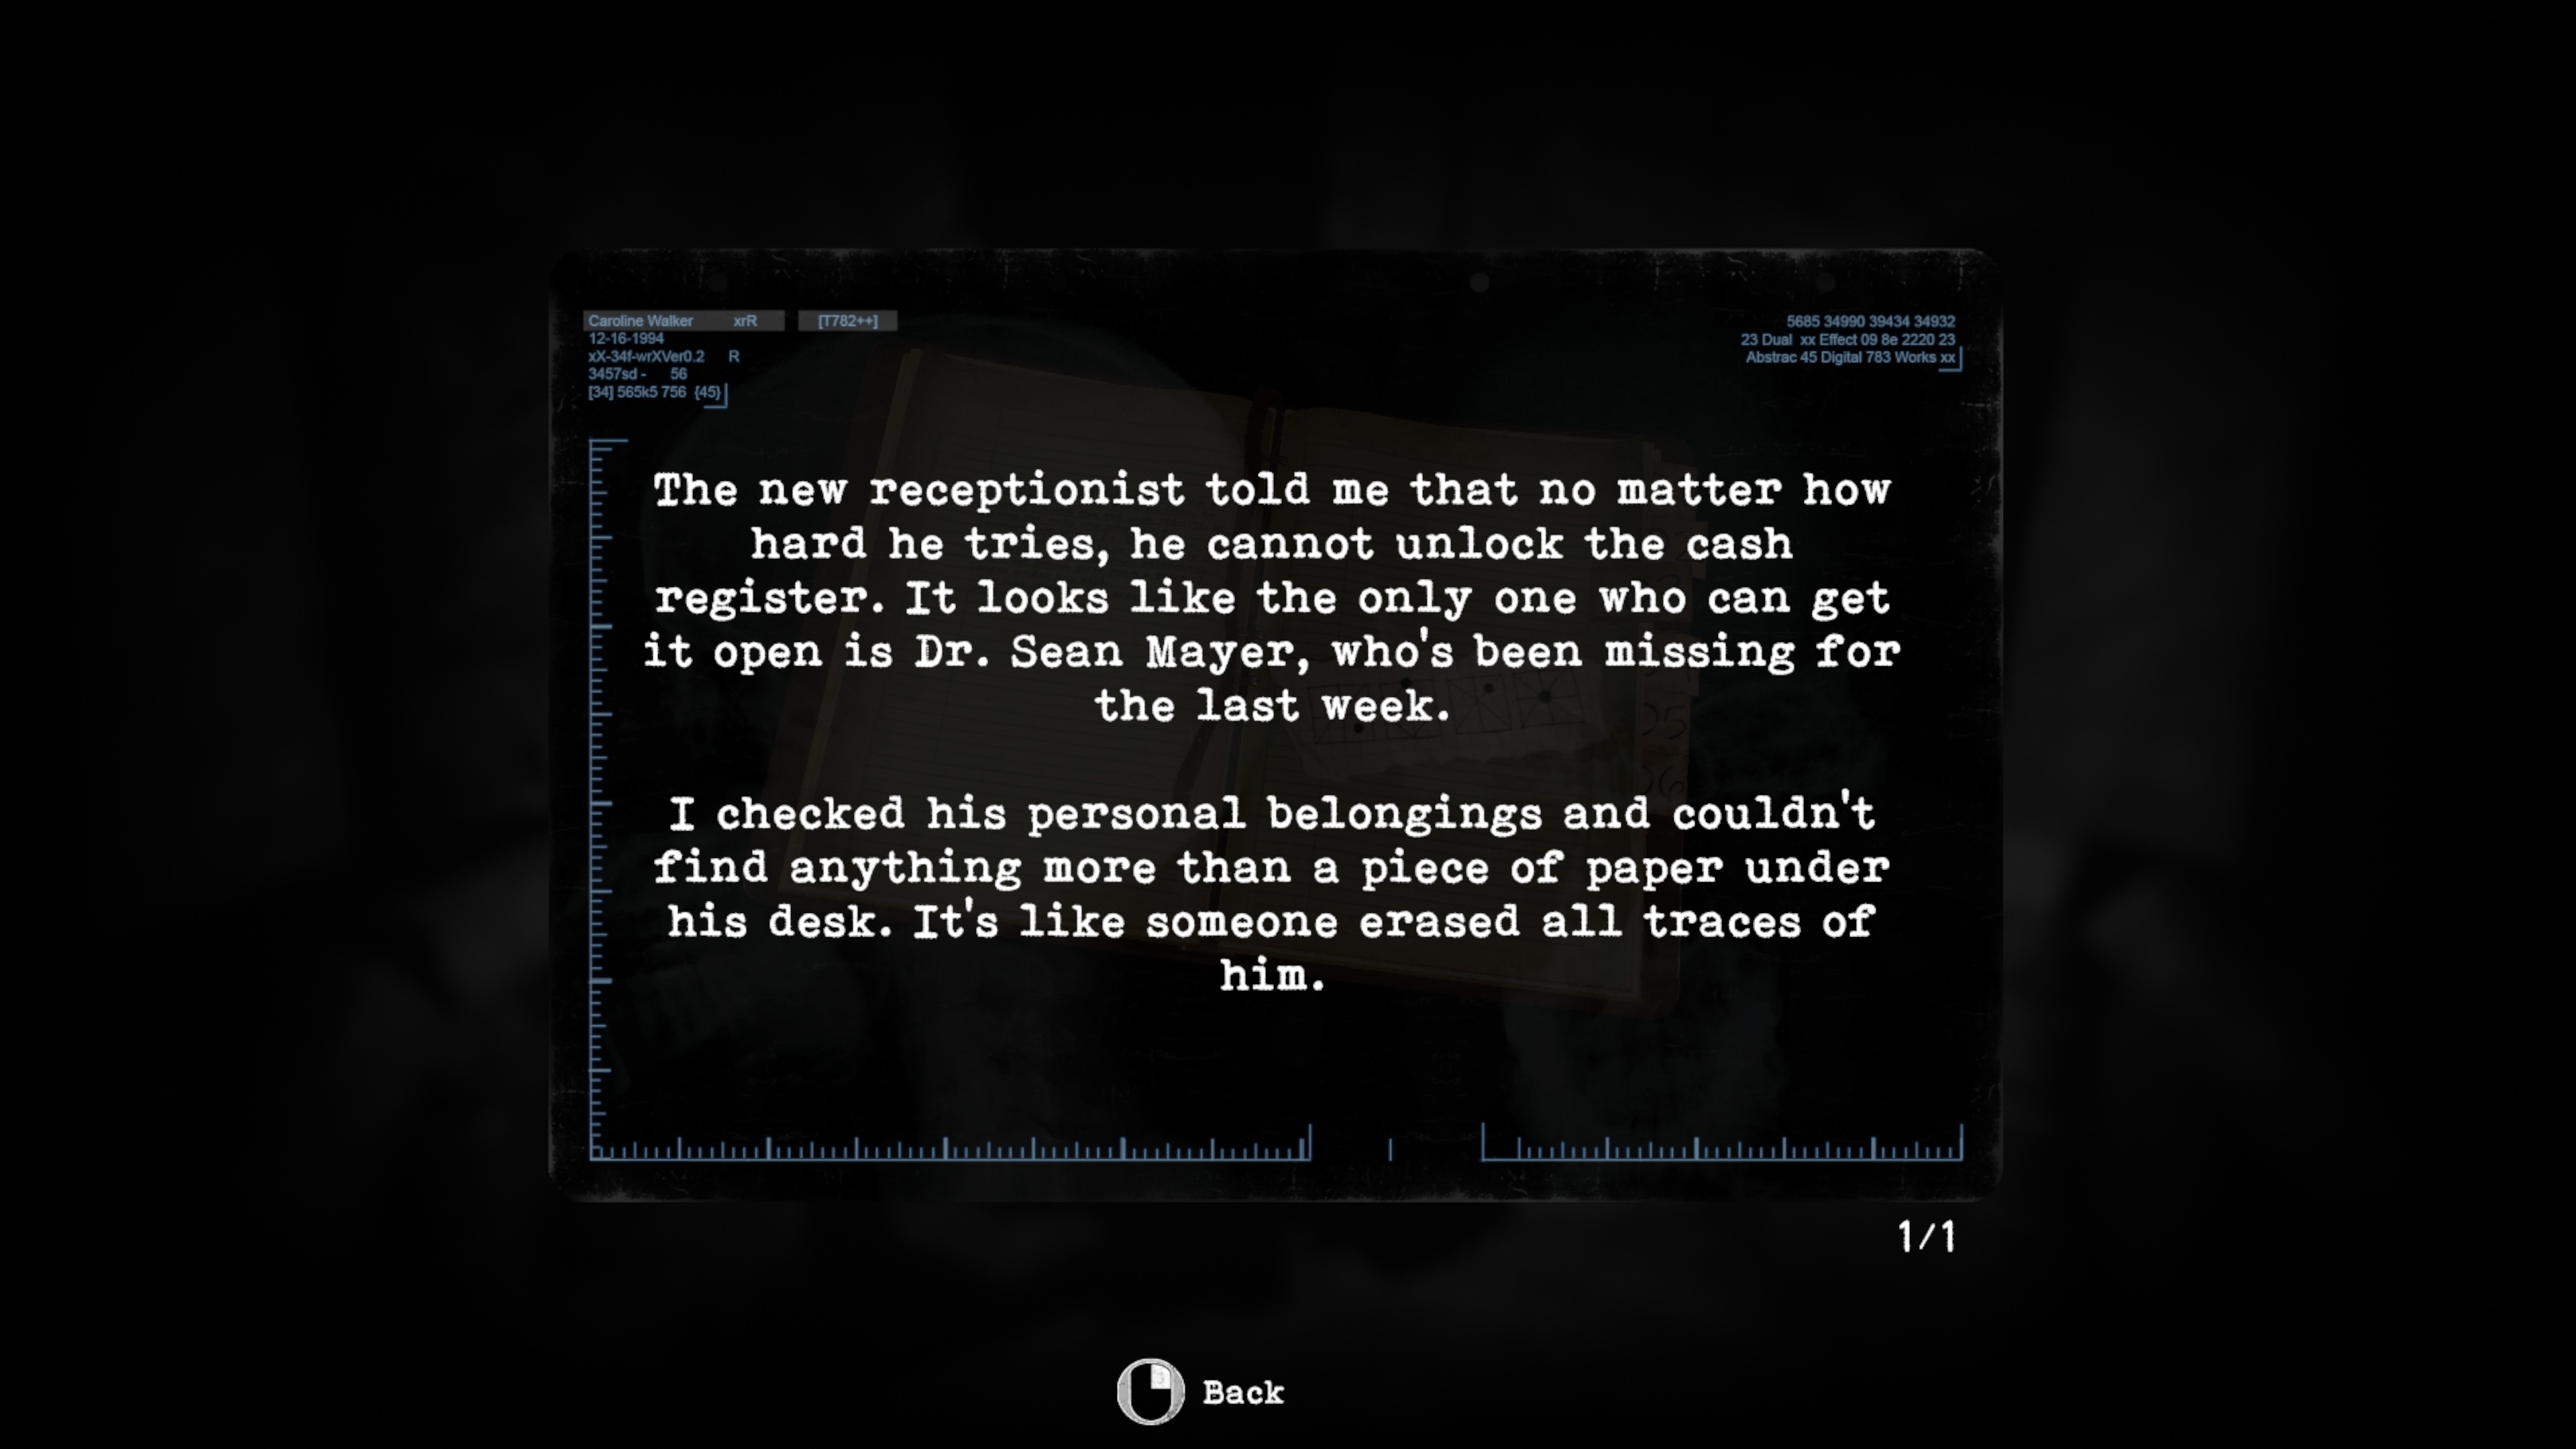 Caroline Walker xrR [T782++]
12-16-1994
xX-34f-wrXVer0.2 R
3457sd - 56
[34] 565k5 756 {45}
5685 34990 39434 34932
23 Dual xx Effect 09 8e 2220 23
Abstrac 45 Digital 783 Works xx
The new receptionist told me that no matter how
hard he tries, he cannot unlock the cash
register. It looks like the only one who can get
it open is Dr. Sean Mayer, who's been missing for
the last week.
I checked his personal belongings and couldn't
find anything more than a piece of paper under
his desk. It's like someone erased all traces of
him.
1/1
Back